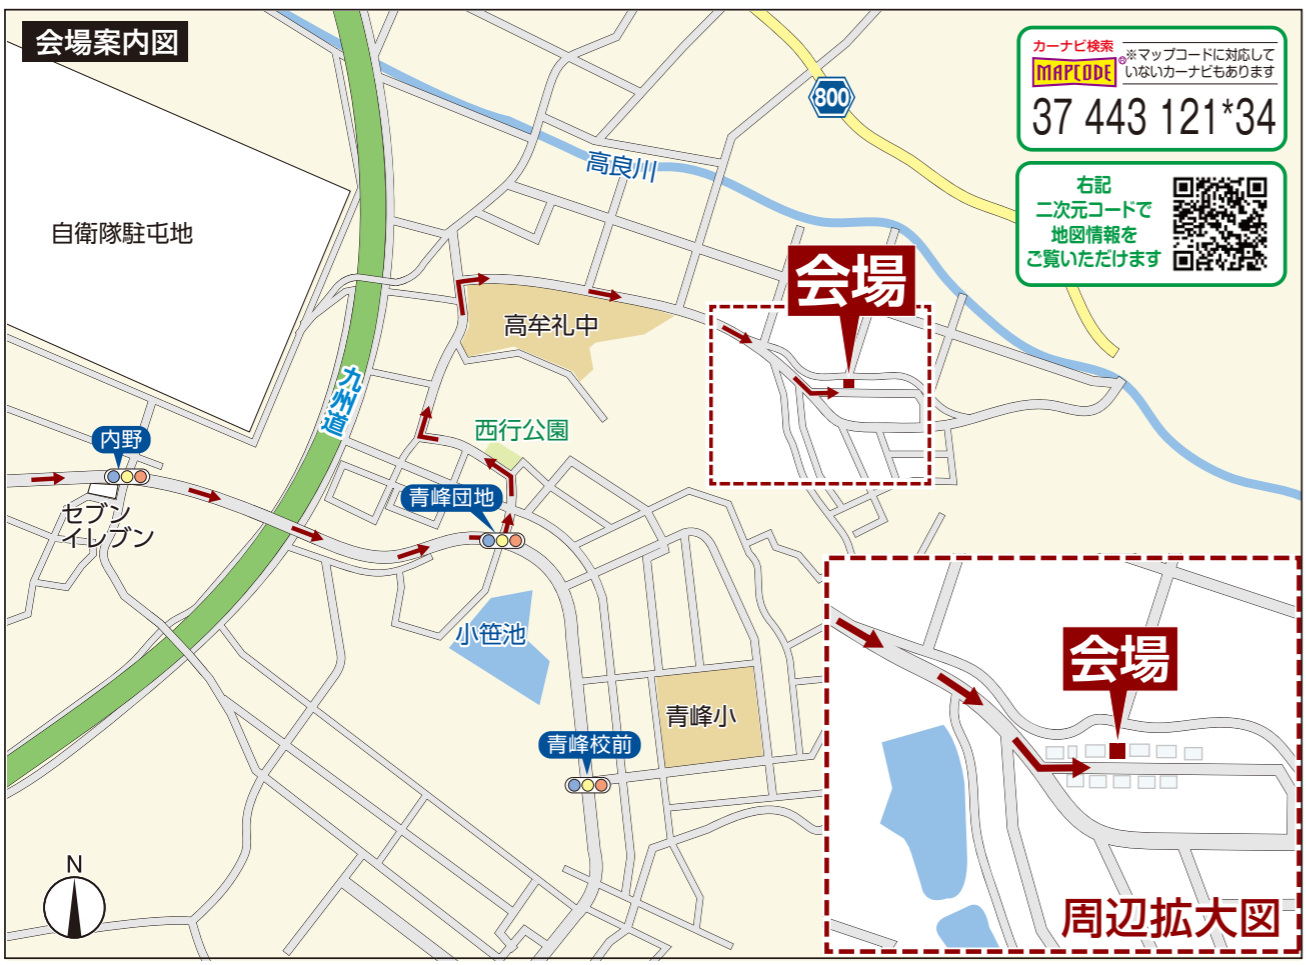 会場案内図
カーナビ検索
MAPCODE®
※マップコードに対応して
いないカーナビもあります
37 443 121*34
800
高良川
右記
二次元コードで
地図情報を
ご覧いただけます
自衛隊駐屯地
会場
高牟礼中
九州道
西行公園
内野
青峰団地
セブン
イレブン
小笹池
会場
青峰小
青峰校前
N
周辺拡大図